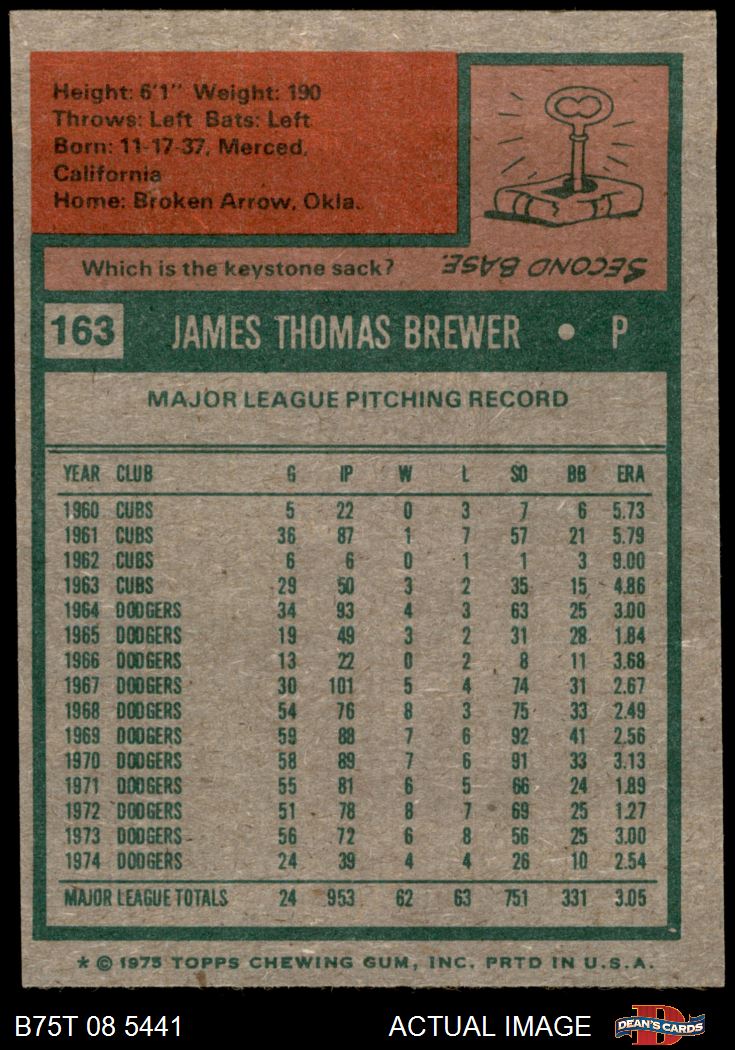 Height: 6'1" Weight: 190
Throws: Left Bats: Left
Born: 11-17-37, Merced,
California
Home: Broken Arrow, Okla.
Which is the keystone sack? SECOND BASE.
163 JAMES THOMAS BREWER • P
MAJOR LEAGUE PITCHING RECORD
YEAR CLUB G IP W L SO BB ERA
1960 CUBS 5 22 0 3 7 6 5.73
1961 CUBS 36 87 1 7 57 21 5.79
1962 CUBS 6 6 0 1 1 3 9.00
1963 CUBS 29 50 3 2 35 15 4.86
1964 DODGERS 34 93 4 3 63 25 3.00
1965 DODGERS 19 49 3 2 31 28 1.84
1966 DODGERS 13 22 0 2 8 11 3.68
1967 DODGERS 30 101 5 4 74 31 2.67
1968 DODGERS 54 76 8 3 75 33 2.49
1969 DODGERS 59 88 7 6 92 41 2.56
1970 DODGERS 58 89 7 6 91 33 3.13
1971 DODGERS 55 81 6 5 66 24 1.89
1972 DODGERS 51 78 8 7 69 25 1.27
1973 DODGERS 56 72 6 8 56 25 3.00
1974 DODGERS 24 39 4 4 26 10 2.54
MAJOR LEAGUE TOTALS 24 953 62 63 751 331 3.05
* © 1975 TOPPS CHEWING GUM, INC. PRTD IN U.S.A.
B75T 08 5441 ACTUAL IMAGE DEAN'S CARDS